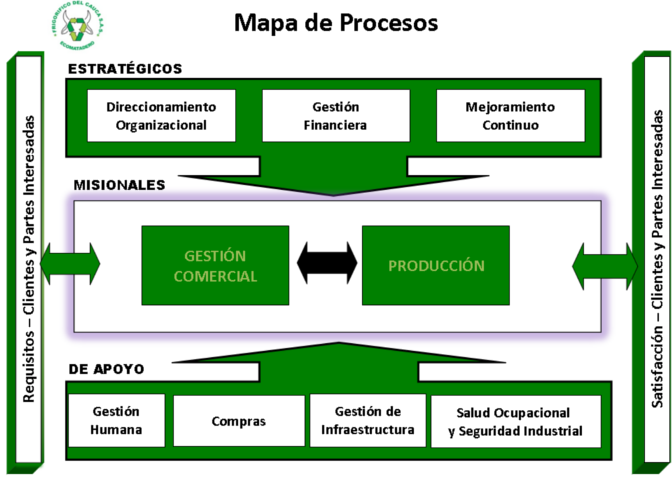 FRIGORIFICO DEL CAUCA S.A.S.
ECOMATADERO
Mapa de Procesos
ESTRATÉGICOS
Direccionamiento
Organizacional
Gestión
Financiera
Mejoramiento
Continuo
MISIONALES
Requisitos – Clientes y Partes Interesadas
GESTIÓN
COMERCIAL
PRODUCCIÓN
Satisfacción – Clientes y Partes Interesadas
DE APOYO
Gestión
Humana
Compras
Gestión de
Infraestructura
Salud Ocupacional
y Seguridad Industrial